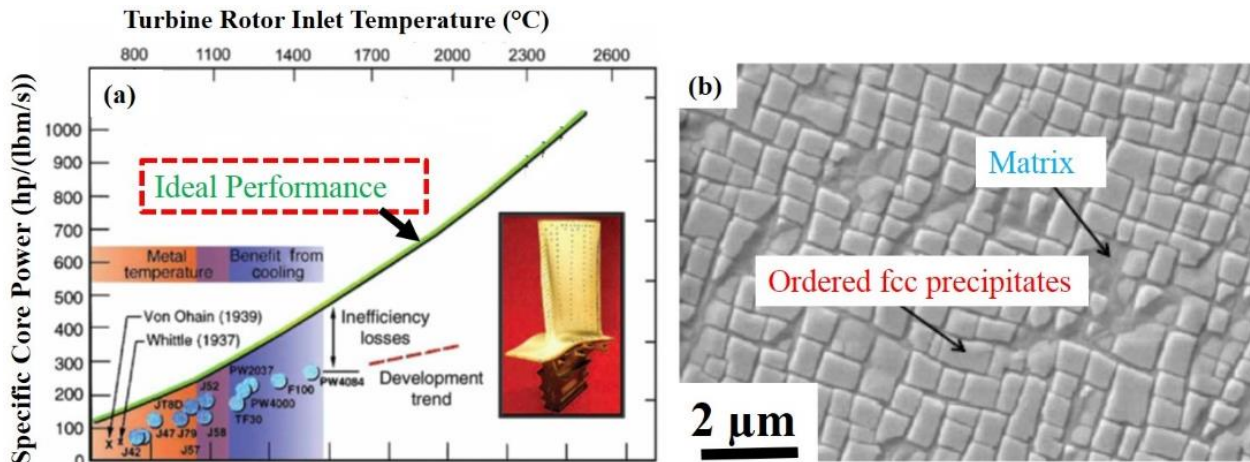 Turbine Rotor Inlet Temperature (°C)
800 1100 1400 1700 2000 2300 2600
Specific Core Power (hp/(lbm/s)
(a)
1000
900
800
700
600
500
400
300
200
100
0
Ideal Performance
Metal
temperature
Benefit from
cooling
Von Ohain (1939)
Whittle (1937)
Inefficiency
losses
Development
trend
PW2037
J52
JT8D
F100
PW4084
PW4000
TF30
J47
J79
J58
J42
J57
X
x
(b)
Matrix
Ordered fcc precipitates
2 µm